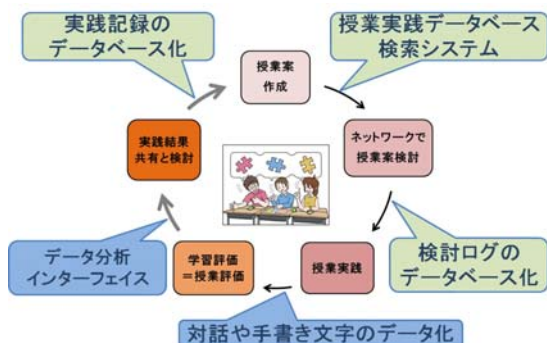 実践記録の
データベース化
授業実践データベース
検索システム
授業案
作成
実践結果
共有と検討
ネットワークで
授業案検討
データ分析
インターフェイス
学習評価
＝授業評価
授業実践
検討ログの
データベース化
対話や手書き文字のデータ化